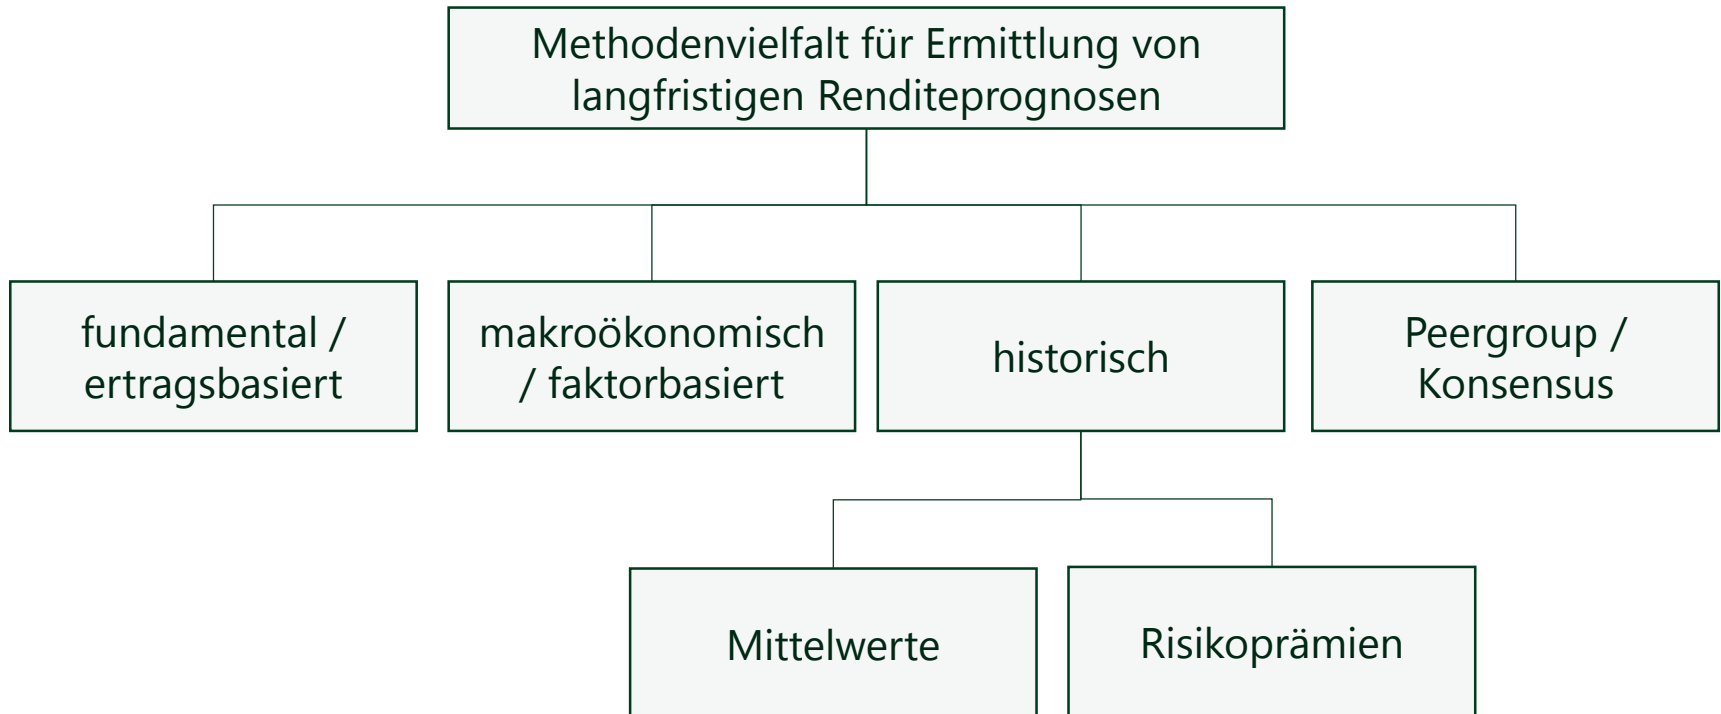 Methodenvielfalt für Ermittlung von
langfristigen Renditeprognosen
fundamental /
ertragsbasiert
makroökonomisch
/ faktorbasiert
historisch
Peergroup /
Konsensus
Mittelwerte
Risikoprämien